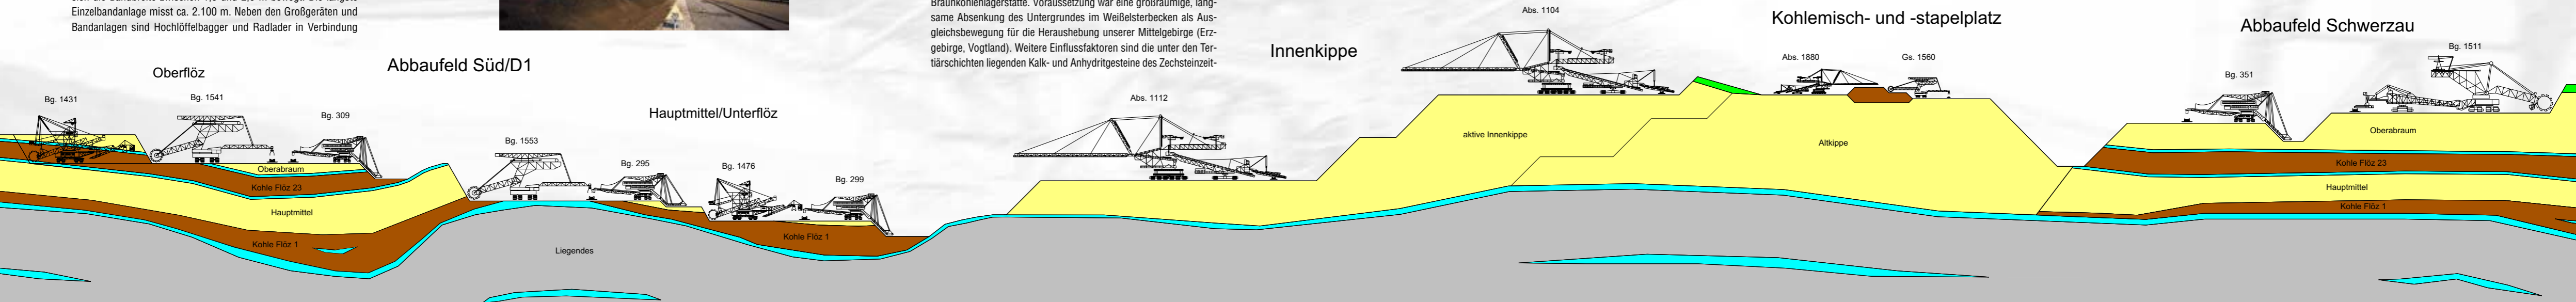 Einzelbandanlage misst ca. 2.100 m. Neben den Großgeräten und
Bandanlagen sind Hochlöffelbagger und Radlader in Verbindung
Braunkohlenlagerstätte. Voraussetzung war eine großräumige, lang-
same Absenkung des Untergrundes im Weißelsterbecken als Aus-
gleichsbewegung für die Heraushebung unserer Mittelgebirge (Erz-
gebirge, Vogtland). Weitere Einflussfaktoren sind die unter den Ter-
tiärschichten liegenden Kalk- und Anhydritgesteine des Zechsteinzeit-
Oberflöz
Abbaufeld Süd/D1
Hauptmittel/Unterflöz
Innenkippe
Kohlemisch- und -stapelplatz
Abbaufeld Schwerzau
Bg. 1431
Bg. 1541
Bg. 309
Bg. 1553
Bg. 295
Bg. 1476
Bg. 299
Abs. 1112
Abs. 1104
Abs. 1880
Gs. 1560
Bg. 351
Bg. 1511
Oberabraum
Kohle Flöz 23
Hauptmittel
Kohle Flöz 1
Liegendes
Kohle Flöz 1
aktive Innenkippe
Altkippe
Oberabraum
Kohle Flöz 23
Hauptmittel
Kohle Flöz 1